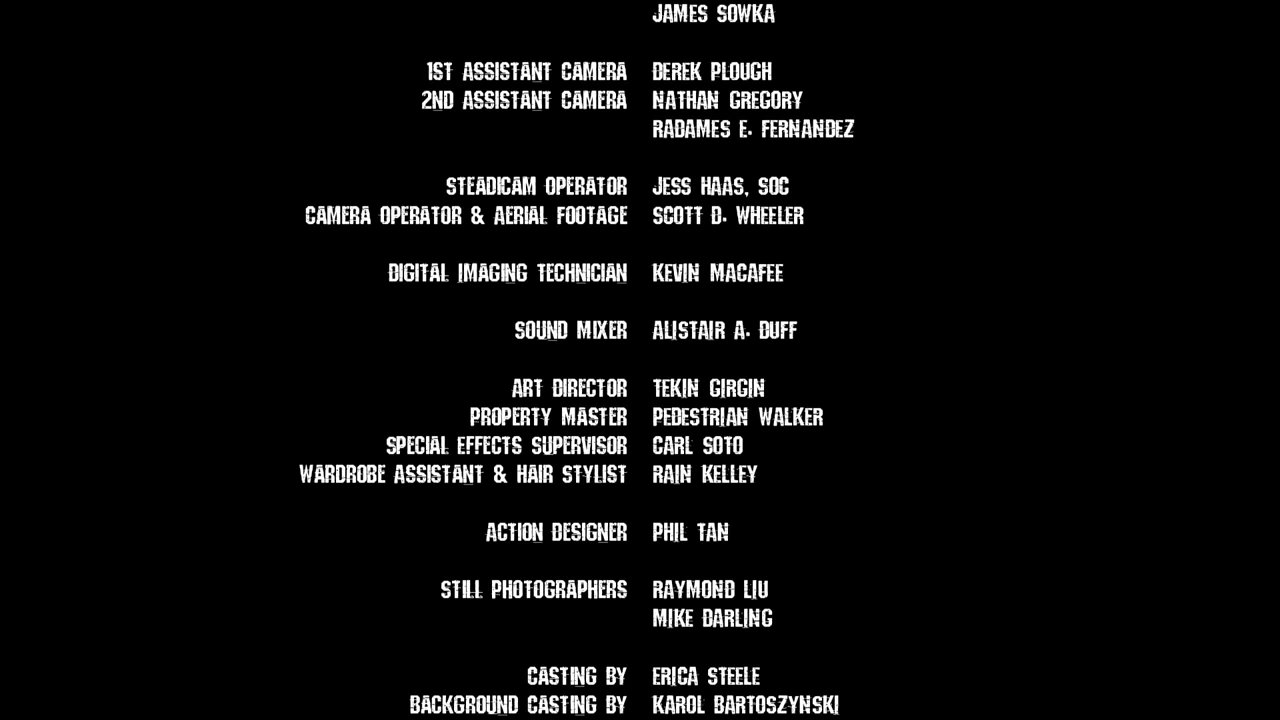 JAMES SOWKA
1ST ASSISTANT CAMERA DEREK PLOUGH
2ND ASSISTANT CAMERA NATHAN GREGORY
RADAMES E. FERNANDEZ
STEADICAM OPERATOR JESS HAAS, SOC
CAMERA OPERATOR & AERIAL FOOTAGE SCOTT D. WHEELER
DIGITAL IMAGING TECHNICIAN KEVIN MACAFEE
SOUND MIXER ALISTAIR A. DUFF
ART DIRECTOR TEKIN GIRGIN
PROPERTY MASTER PEDESTRIAN WALKER
SPECIAL EFFECTS SUPERVISOR CARL SOTO
WARDROBE ASSISTANT & HAIR STYLIST RAIN KELLEY
ACTION DESIGNER PHIL TAN
STILL PHOTOGRAPHERS RAYMOND LIU
MIKE DARLING
CASTING BY ERICA STEELE
BACKGROUND CASTING BY KAROL BARTOSZYNSKI